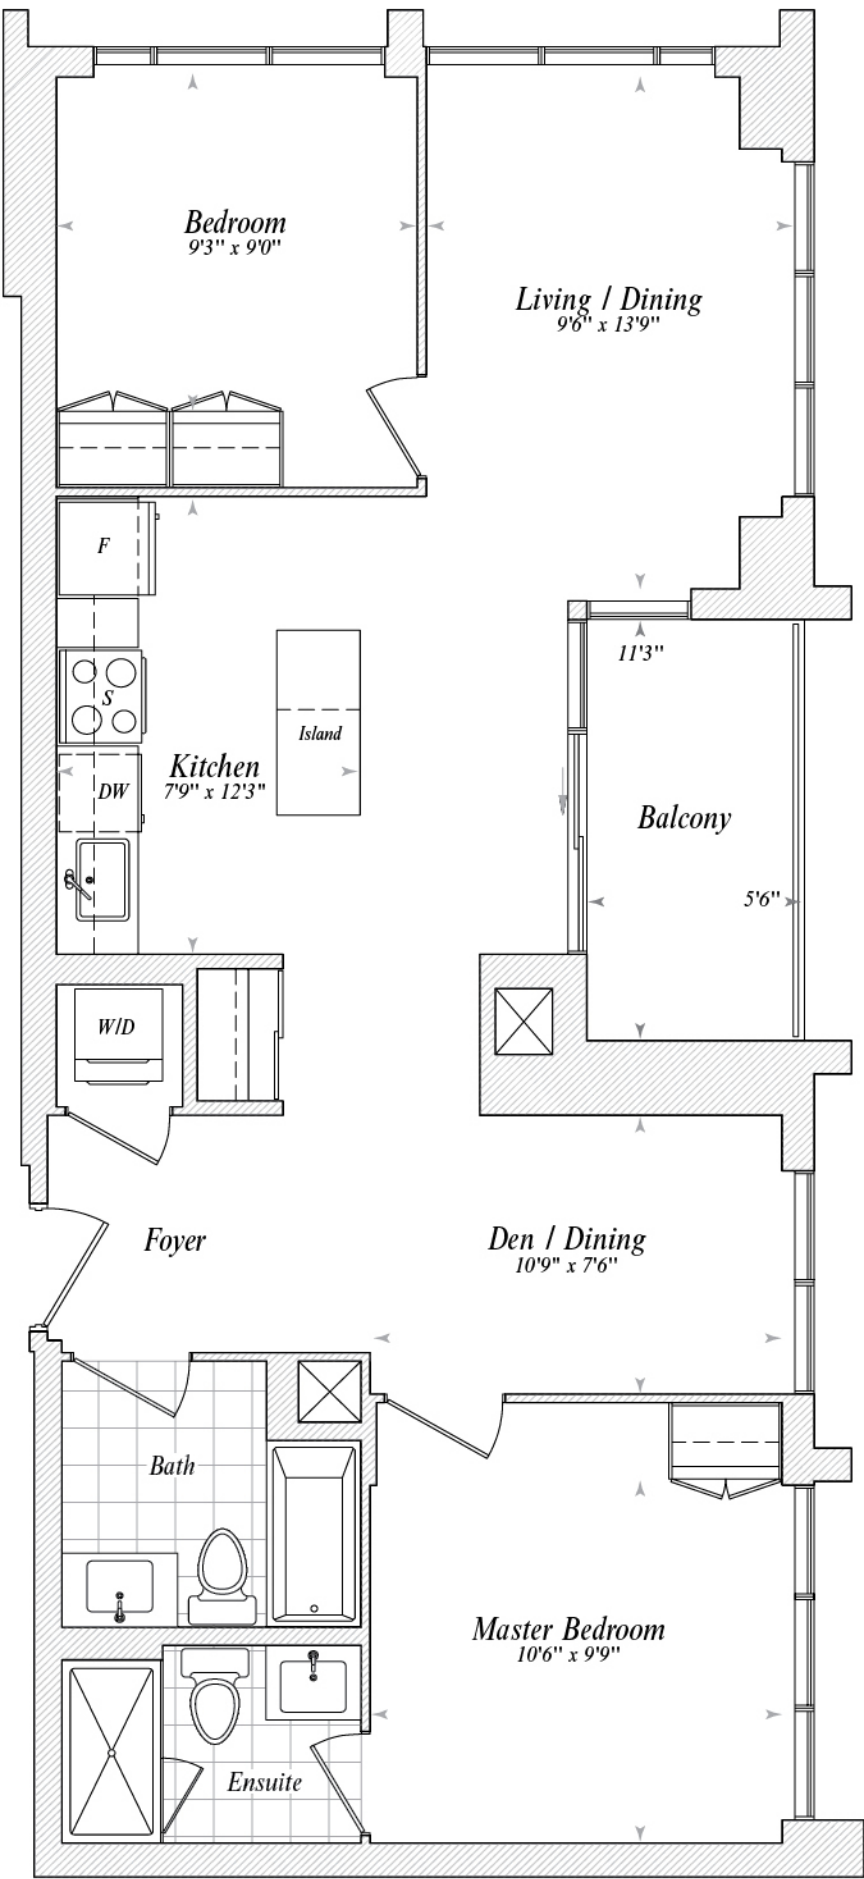 Bedroom
9'3" x 9'0"
Living / Dining
9'6" x 13'9"
F
11'3"
S
Island
Kitchen
7'9" x 12'3"
DW
Balcony
5'6"
W/D
Foyer
Den / Dining
10'9" x 7'6"
Bath
Master Bedroom
10'6" x 9'9"
Ensuite